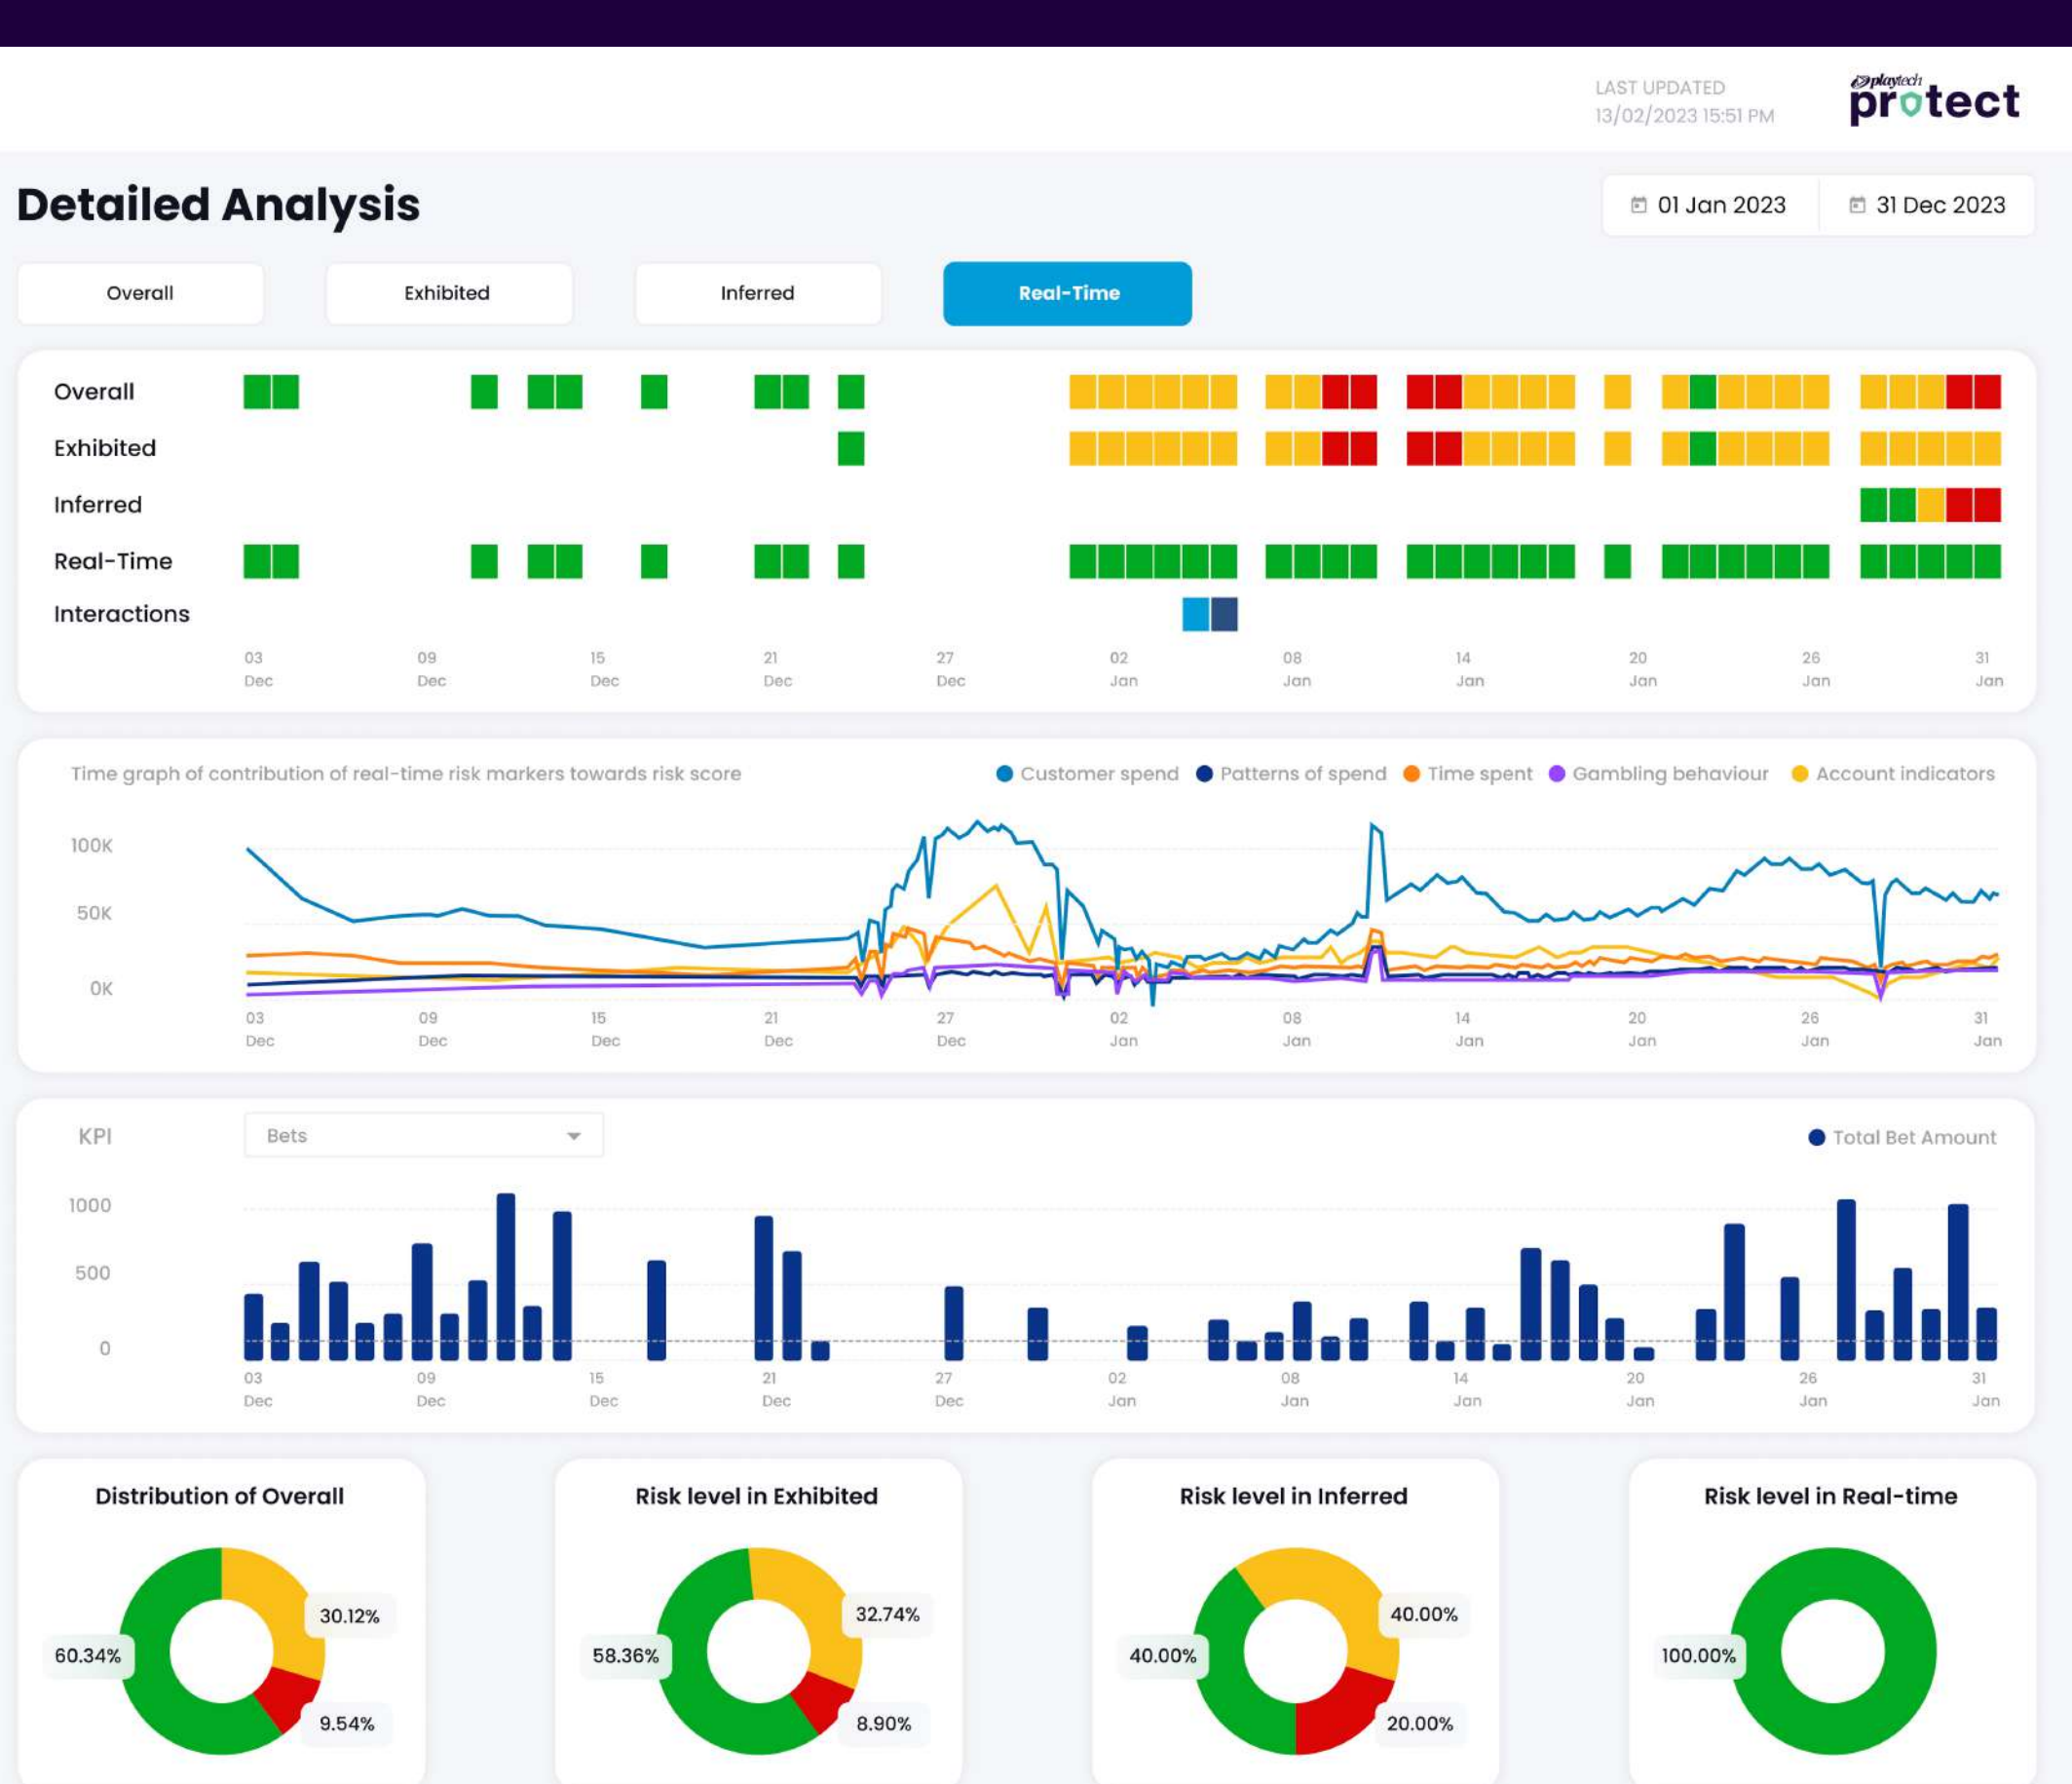 LAST UPDATED
13/02/2023 15:51 PM
playtech
protect
Detailed Analysis
01 Jan 2023 31 Dec 2023
Overall Exhibited Inferred Real-Time
Overall
Exhibited
Inferred
Real-Time
Interactions
03 09 15 21 27 02 08 14 20 26 31
Dec Dec Dec Dec Dec Jan Jan Jan Jan Jan Jan
Time graph of contribution of real-time risk markers towards risk score Customer spend Patterns of spend Time spent Gambling behaviour Account indicators
100K
50K
0K
03 09 15 21 27 02 08 14 20 26 31
Dec Dec Dec Dec Dec Jan Jan Jan Jan Jan Jan
KPI Bets Total Bet Amount
1000
500
0
03 09 15 21 27 02 08 14 20 26 31
Dec Dec Dec Dec Dec Jan Jan Jan Jan Jan Jan
Distribution of Overall Risk level in Exhibited Risk level in Inferred Risk level in Real-time
30.12% 32.74% 40.00%
60.34% 58.36% 40.00% 100.00%
9.54% 8.90% 20.00%